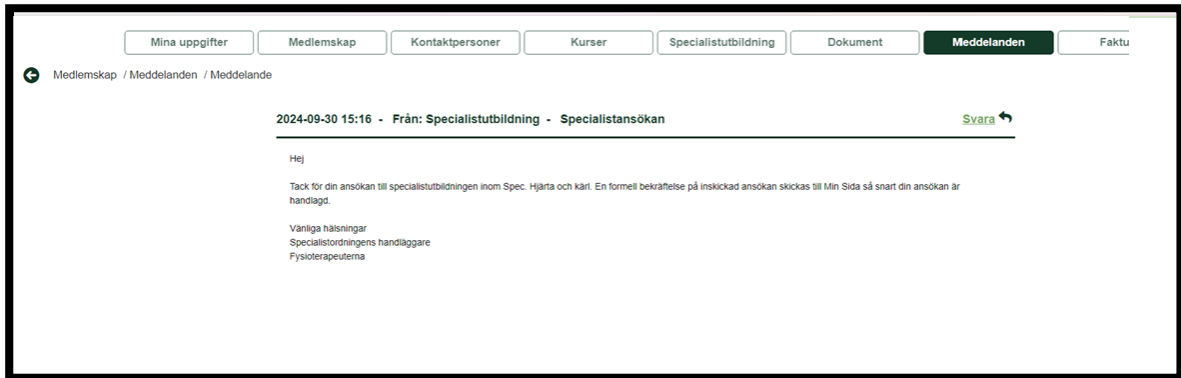 Mina uppgifter Medlemskap Kontaktpersoner Kurser Specialistutbildning Dokument Meddelanden Faktu
Medlemskap / Meddelanden / Meddelande
2024-09-30 15:16 - Från: Specialistutbildning - Specialistansökan Svara
Hej
Tack för din ansökan till specialistutbildningen inom Spec. Hjärta och kärl. En formell bekräftelse på inskickad ansökan skickas till Min Sida så snart din ansökan är
handlagd.
Vänliga hälsningar
Specialistordningens handläggare
Fysioterapeuterna